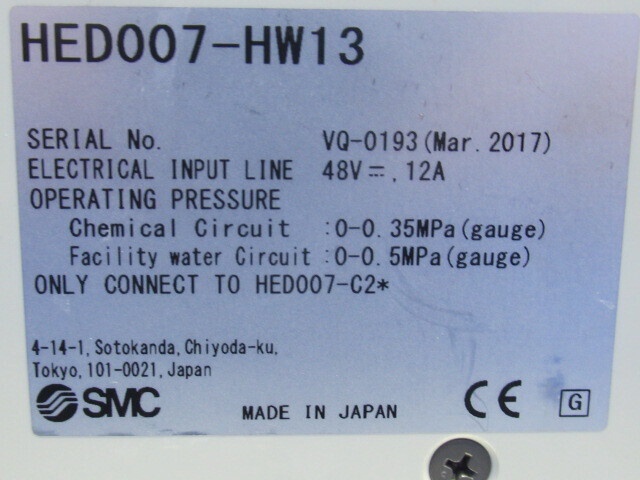 HED007-HW13
SERIAL No. VQ-0193(Mar.2017)
ELECTRICAL INPUT LINE 48V⎓, 12A
OPERATING PRESSURE
Chemical Circuit :0-0.35MPa(gauge)
Facility water Circuit :0-0.5MPa(gauge)
ONLY CONNECT TO HED007-C2*
4-14-1, Sotokanda, Chiyoda-ku,
Tokyo, 101-0021, Japan
SMC MADE IN JAPAN CE G